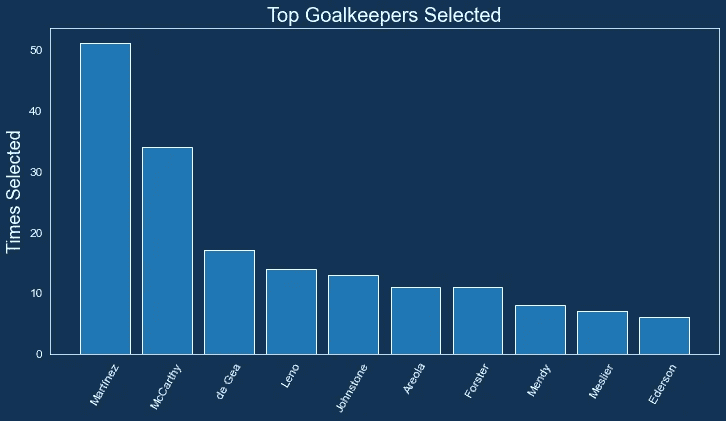 Top Goalkeepers Selected
Times Selected
50
40
30
20
10
0
Martínez
McCarthy
de Gea
Leno
Johnstone
Areola
Forster
Mendy
Meslier
Ederson